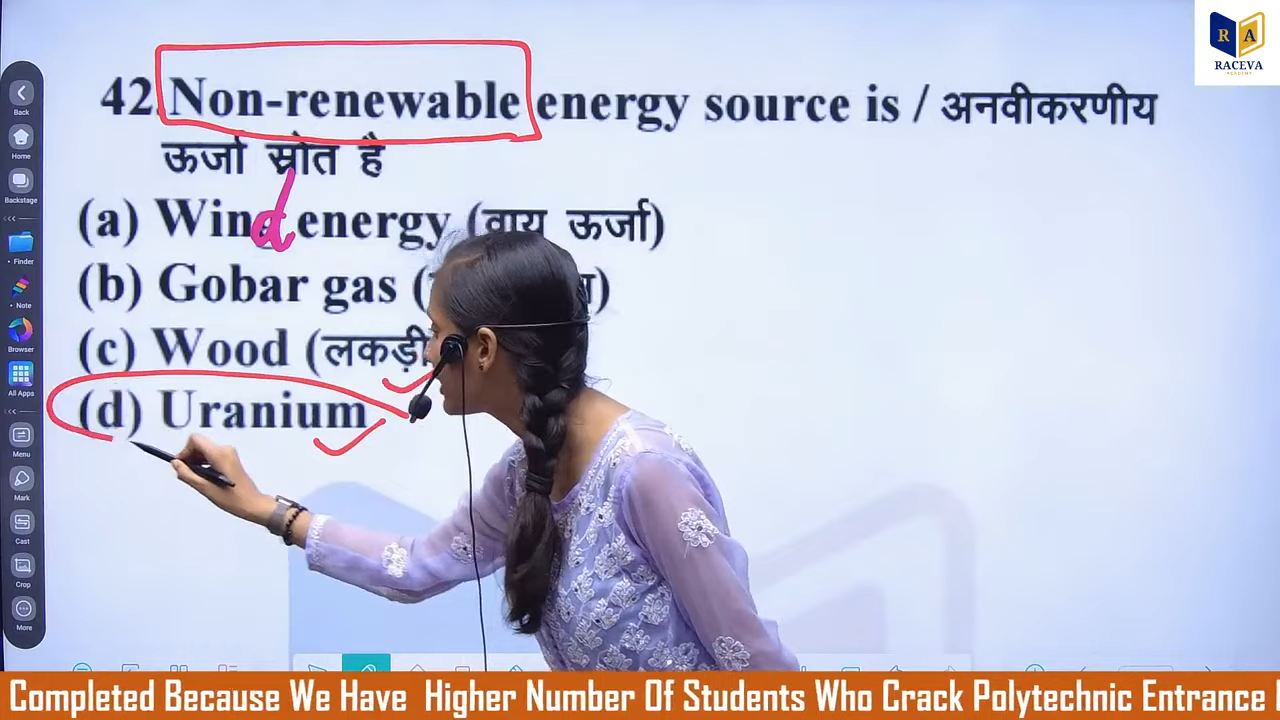 RACEVA
ACADEMY
42. Non-renewable energy source is / अनवीकरणीय
ऊर्जा स्रोत है
(a) Wind energy (वायु ऊर्जा)
(b) Gobar gas (
(c) Wood (लकड़ी
(d) Uranium
Back
Home
Backstage
Finder
Note
Browser
All Apps
Menu
Mark
Cast
Crop
More
Completed Because We Have Higher Number Of Students Who Crack Polytechnic Entrance